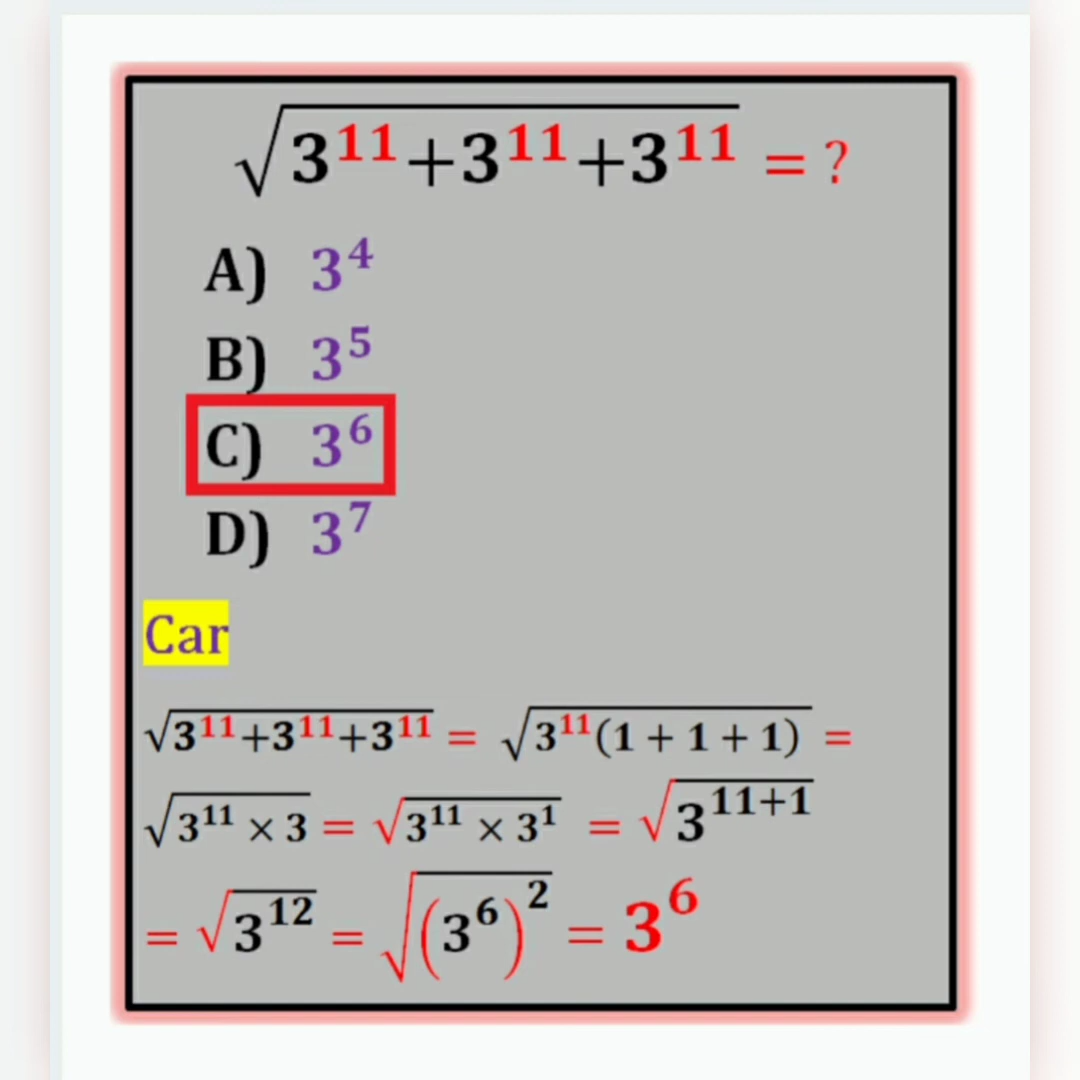 √3¹¹+3¹¹+3¹¹ = ?
A) 3⁴
B) 3⁵
C) 3⁶
D) 3⁷
Car
√3¹¹+3¹¹+3¹¹ = √3¹¹(1 + 1 + 1) =
√3¹¹ × 3 = √3¹¹ × 3¹ = √3¹¹⁺¹
= √3¹² = √(3⁶)² = 3⁶